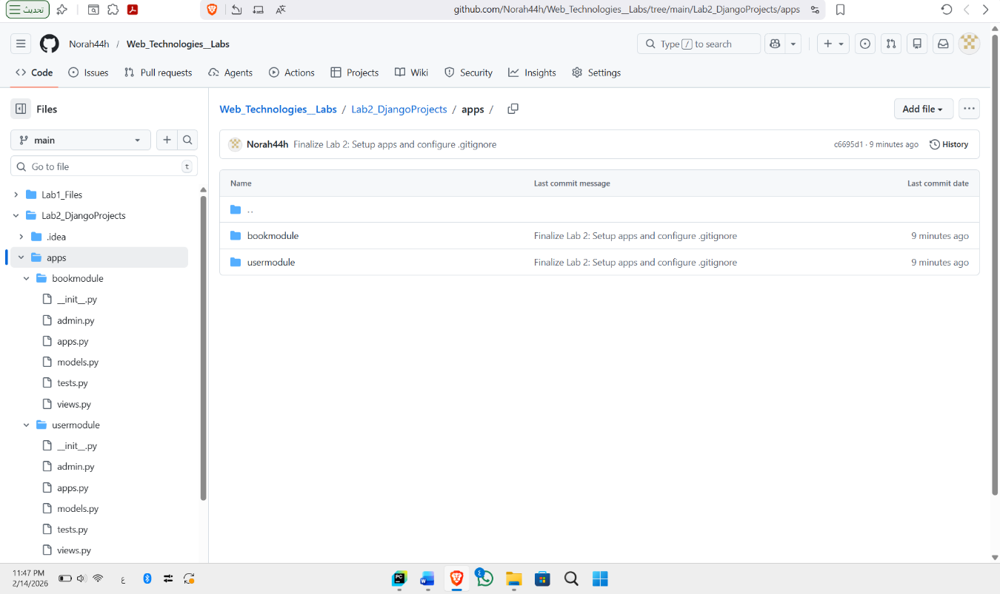 تحديث
github.com/Norah44h/Web_Technologies__Labs/tree/main/Lab2_DjangoProjects/apps
Norah44h / Web_Technologies__Labs
Type / to search
Code
Issues
Pull requests
Agents
Actions
Projects
Wiki
Security
Insights
Settings
Files
main
Go to file
t
Lab1_Files
Lab2_DjangoProjects
.idea
apps
bookmodule
__init__.py
admin.py
apps.py
models.py
tests.py
views.py
usermodule
__init__.py
admin.py
apps.py
models.py
tests.py
views.py
Web_Technologies__Labs / Lab2_DjangoProjects / apps /
Add file
Norah44h Finalize Lab 2: Setup apps and configure .gitignore
c6695d1 · 9 minutes ago
History
Name Last commit message Last commit date
..
bookmodule Finalize Lab 2: Setup apps and configure .gitignore 9 minutes ago
usermodule Finalize Lab 2: Setup apps and configure .gitignore 9 minutes ago
11:47 PM
2/14/2026
ع
PC
W
٤